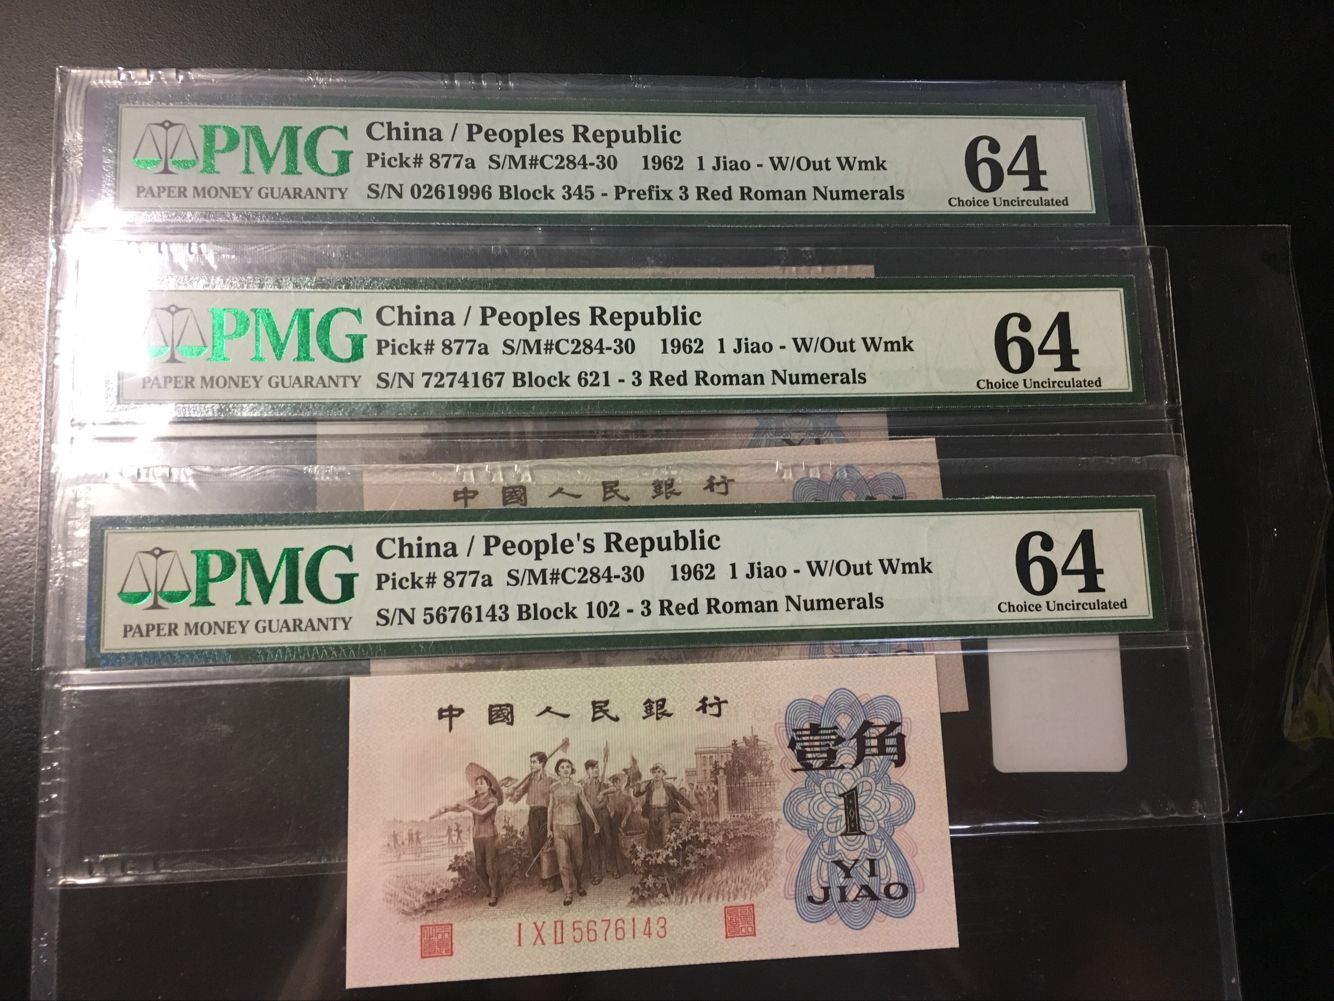 PMG
PAPER MONEY GUARANTY
China / Peoples Republic
Pick# 877a S/M#C284-30 1962 1 Jiao - W/Out Wmk
S/N 0261996 Block 345 - Prefix 3 Red Roman Numerals
64
Choice Uncirculated
PMG
PAPER MONEY GUARANTY
China / Peoples Republic
Pick# 877a S/M#C284-30 1962 1 Jiao - W/Out Wmk
S/N 7274167 Block 621 - 3 Red Roman Numerals
64
Choice Uncirculated
中國人民銀行
PMG
PAPER MONEY GUARANTY
China / People's Republic
Pick# 877a S/M#C284-30 1962 1 Jiao - W/Out Wmk
S/N 5676143 Block 102 - 3 Red Roman Numerals
64
Choice Uncirculated
中國人民銀行
壹角
1
YI
JIAO
I X II 5676143